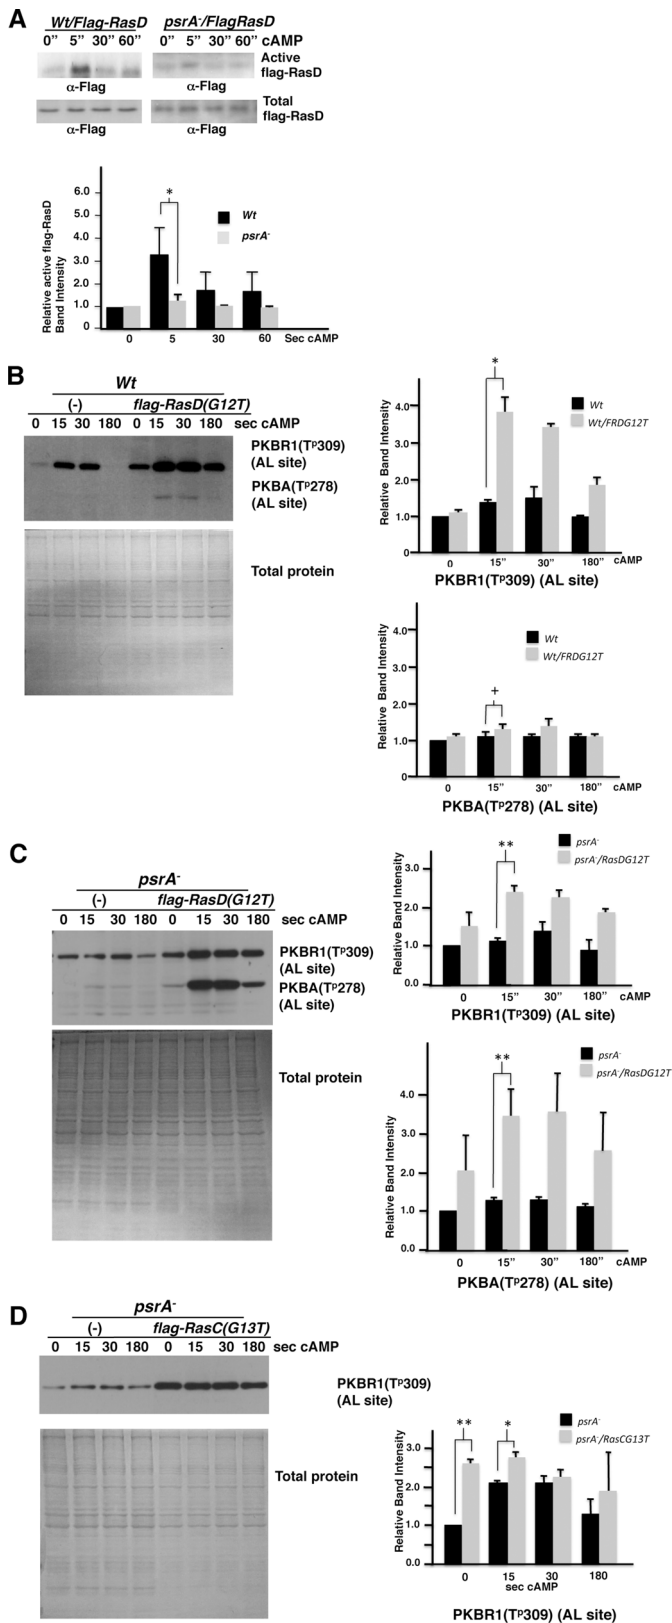 A
Wt/Flag-RasD psrA-/FlagRasD
0” 5” 30” 60” 0” 5” 30” 60” cAMP
Active
flag-RasD
α-Flag α-Flag
Total
flag-RasD
α-Flag α-Flag
Relative active flag-RasD
Band Intensity
6.0
5.0
4.0
3.0
2.0
1.0
0
*
Wt
psrA-
0 5 30 60 Sec cAMP
B
Wt
(-) flag-RasD(G12T)
0 15 30 180 0 15 30 180 sec cAMP
PKBR1(Tp309)
(AL site)
PKBA(Tp278)
(AL site)
Total protein
Relative Band Intensity
4.0
3.0
2.0
1.0
0
*
Wt
Wt/FRDG12T
0 15” 30” 180” cAMP
PKBR1(Tp309) (AL site)
Relative Band Intensity
4.0
3.0
2.0
1.0
0
+
Wt
Wt/FRDG12T
0 15” 30” 180” cAMP
PKBA(Tp278) (AL site)
C
psrA-
(-) flag-RasD(G12T)
0 15 30 180 0 15 30 180 sec cAMP
PKBR1(Tp309)
(AL site)
PKBA(Tp278)
(AL site)
Total protein
Relative Band Intensity
3.0
2.0
1.0
0.0
**
psrA-
psrA-/RasDG12T
0 15” 30” 180” cAMP
PKBR1(Tp309) (AL site)
Relative Band Intensity
4.0
3.0
2.0
1.0
0.0
**
psrA-
psrA-/RasDG12T
0 15” 30” 180” cAMP
PKBA(Tp278) (AL site)
D
psrA-
(-) flag-RasC(G13T)
0 15 30 180 0 15 30 180 sec cAMP
PKBR1(Tp309)
(AL site)
Total protein
Relative Band Intensity
3.0
2.0
1.0
0.0
** *
psrA-
psrA-/RasCG13T
0 15 30 180
sec cAMP
PKBR1(Tp309) (AL site)